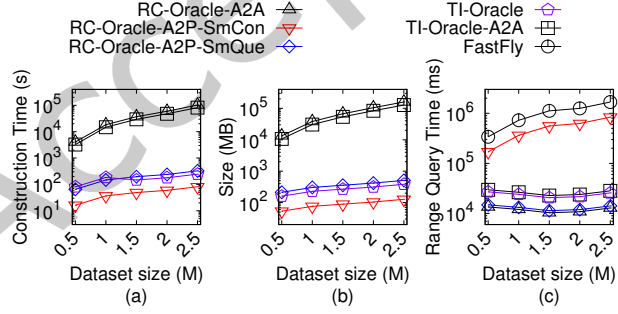 RC-Oracle-A2A
RC-Oracle-A2P-SmCon
RC-Oracle-A2P-SmQue
TI-Oracle
TI-Oracle-A2A
FastFly
Construction Time (s)
10^5
10^4
10^3
10^2
10^1
0.5 1 1.5 2 2.5
Dataset size (M)
(a)
Size (MB)
10^5
10^4
10^3
10^2
0.5 1 1.5 2 2.5
Dataset size (M)
(b)
Range Query Time (ms)
10^6
10^5
10^4
0.5 1 1.5 2 2.5
Dataset size (M)
(c)